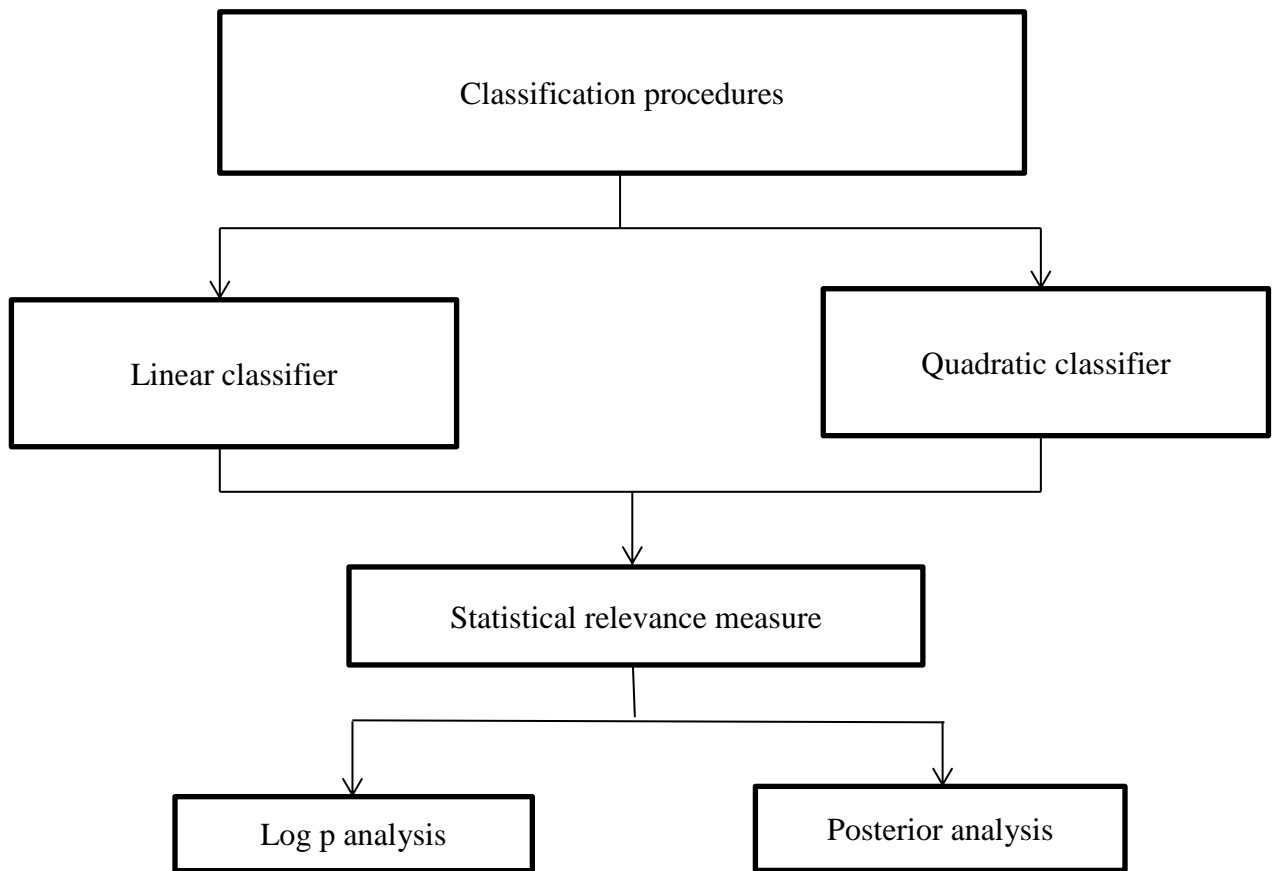 Classification procedures
Linear classifier
Quadratic classifier
Statistical relevance measure
Log p analysis
Posterior analysis